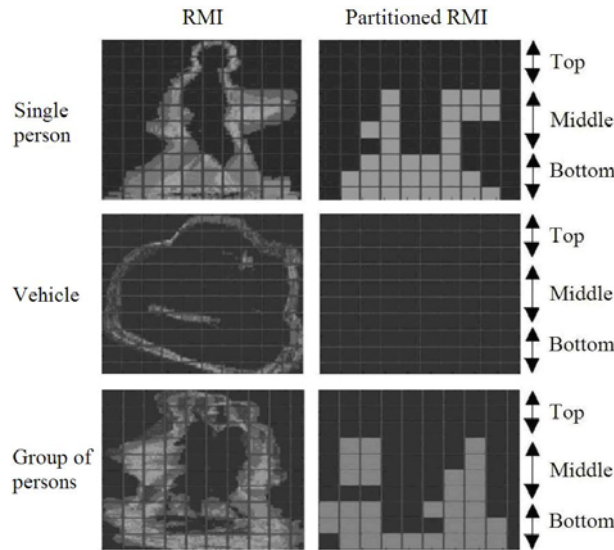 RMI
Partitioned RMI
Single
person
Top
Middle
Bottom
Vehicle
Top
Middle
Bottom
Group of
persons
Top
Middle
Bottom